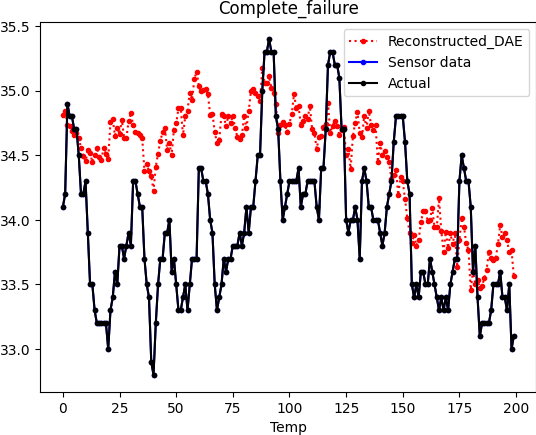 Complete_failure
35.5
35.0
34.5
34.0
33.5
33.0
Reconstructed_DAE
Sensor data
Actual
0 25 50 75 100 125 150 175 200
Temp